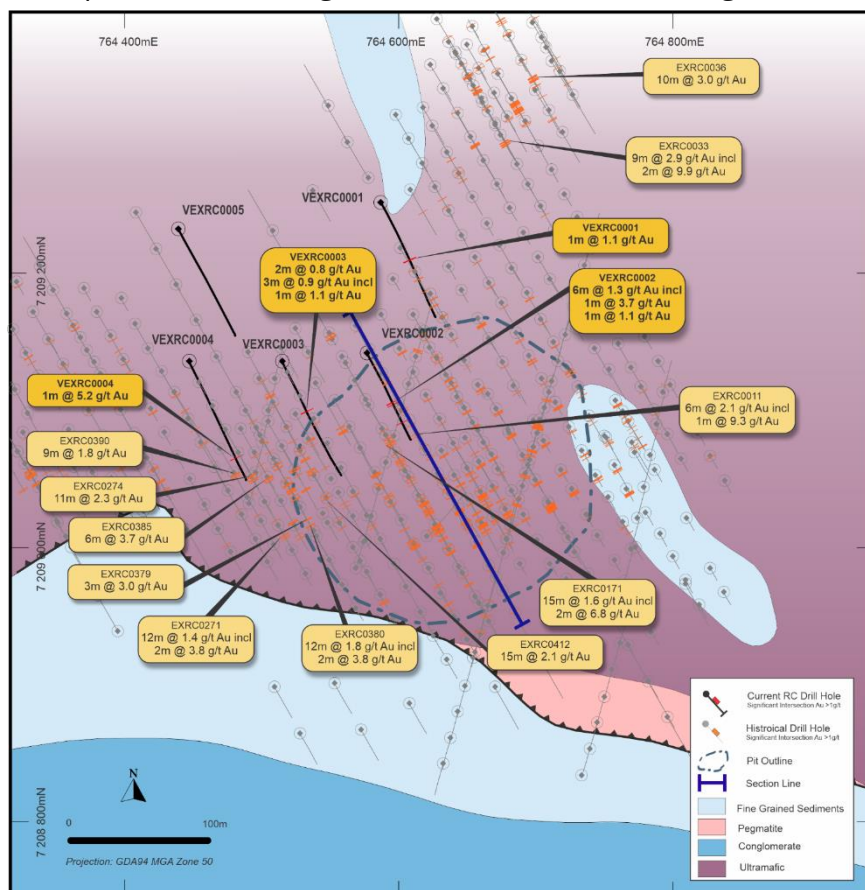 764 400mE
764 600mE
764 800mE
EXRC0036
10m @ 3.0 g/t Au
EXRC0033
9m @ 2.9 g/t Au incl
2m @ 9.9 g/t Au
VEXRC0001
VEXRC0005
VEXRC0001
1m @ 1.1 g/t Au
7 209 200mN
VEXRC0003
2m @ 0.8 g/t Au
3m @ 0.9 g/t Au incl
1m @ 1.1 g/t Au
VEXRC0002
6m @ 1.3 g/t Au incl
1m @ 3.7 g/t Au
1m @ 1.1 g/t Au
VEXRC0004
VEXRC0003
VEXRC0002
VEXRC0004
1m @ 5.2 g/t Au
EXRC0011
6m @ 2.1 g/t Au incl
1m @ 9.3 g/t Au
EXRC0390
9m @ 1.8 g/t Au
EXRC0274
11m @ 2.3 g/t Au
EXRC0385
6m @ 3.7 g/t Au
EXRC0379
3m @ 3.0 g/t Au
EXRC0171
15m @ 1.6 g/t Au incl
2m @ 6.8 g/t Au
EXRC0271
12m @ 1.4 g/t Au incl
2m @ 3.8 g/t Au
EXRC0380
12m @ 1.8 g/t Au incl
2m @ 3.8 g/t Au
EXRC0412
15m @ 2.1 g/t Au
7 208 800mN
N
0
100m
Projection: GDA94 MGA Zone 50
Current RC Drill Hole
Significant Intersection Au >1g/t
Histroical Drill Hole
Significant Intersection Au >1g/t
Pit Outline
Section Line
Fine Grained Sediments
Pegmatite
Conglomerate
Ultramafic